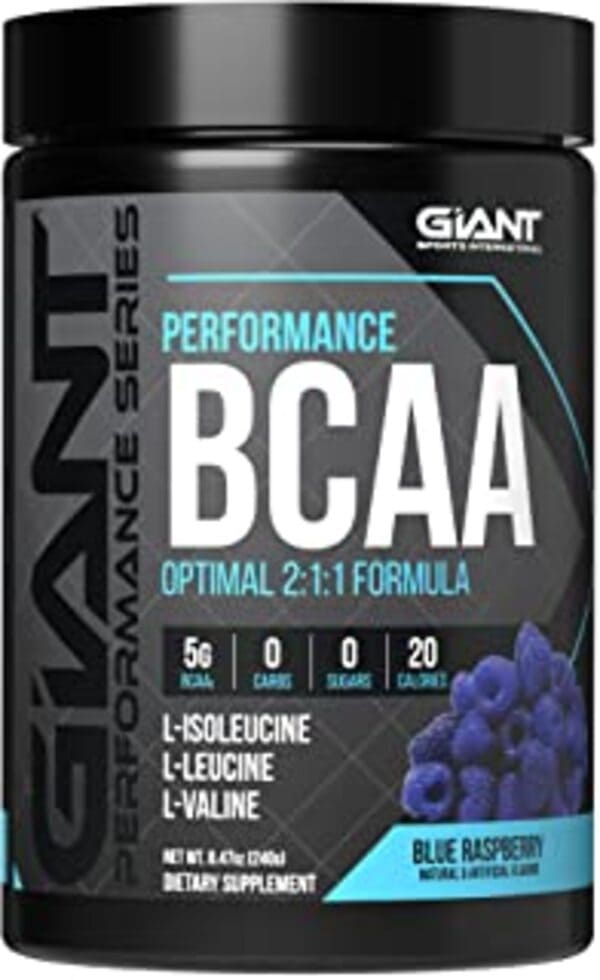 GIANT
SPORTS INTERNATIONAL
GIANT
PERFORMANCE SERIES
PERFORMANCE
BCAA
OPTIMAL 2:1:1 FORMULA
5G
BCAAs
0
CARBS
0
SUGARS
20
CALORIES
L-ISOLEUCINE
L-LEUCINE
L-VALINE
NET WT. 8.47oz (240g)
DIETARY SUPPLEMENT
BLUE RASPBERRY
NATURAL & ARTIFICIAL FLAVORS